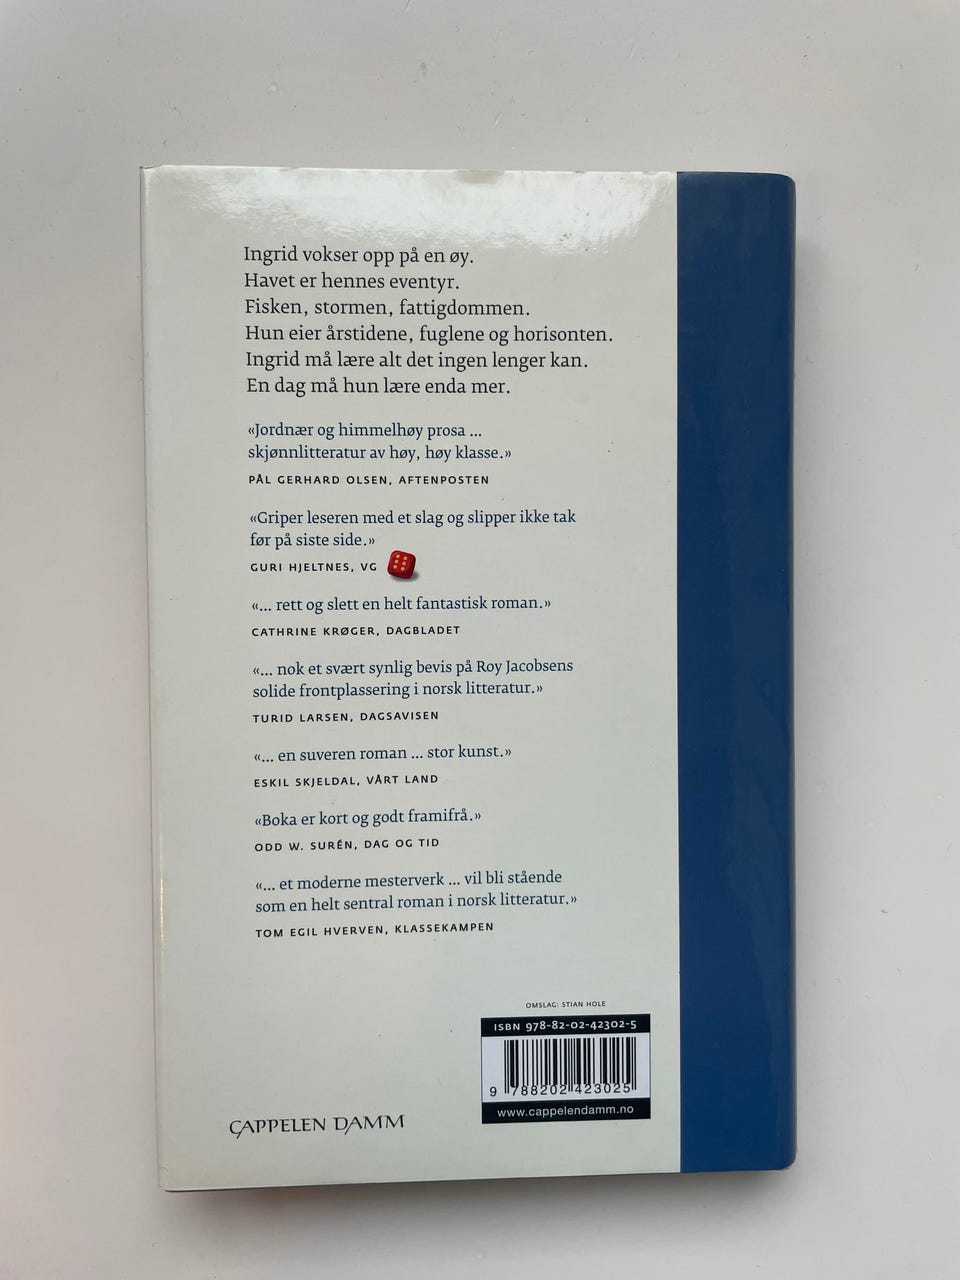 Ingrid vokser opp på en øy.
Havet er hennes eventyr.
Fisken, stormen, fattigdommen.
Hun eier årstidene, fuglene og horisonten.
Ingrid må lære alt det ingen lenger kan.
En dag må hun lære enda mer.
«Jordnær og himmelhøy prosa ...
skjønnlitteratur av høy, høy klasse.»
PÅL GERHARD OLSEN, AFTENPOSTEN
«Griper leseren med et slag og slipper ikke tak
før på siste side.»
GURI HJELTNES, VG
«... rett og slett en helt fantastisk roman.»
CATHRINE KRØGER, DAGBLADET
«... nok et svært synlig bevis på Roy Jacobsens
solide frontplassering i norsk litteratur.»
TURID LARSEN, DAGSAVISEN
«... en suveren roman ... stor kunst.»
ESKIL SKJELDAL, VÅRT LAND
«Boka er kort og godt framifrå.»
ODD W. SURÉN, DAG OG TID
«... et moderne mesterverk ... vil bli stående
som en helt sentral roman i norsk litteratur.»
TOM EGIL HVERVEN, KLASSEKAMPEN
OMSLAG: STIAN HOLE
ISBN 978-82-02-42302-5
9 788202 423025
www.cappelendamm.no
CAPPELEN DAMM